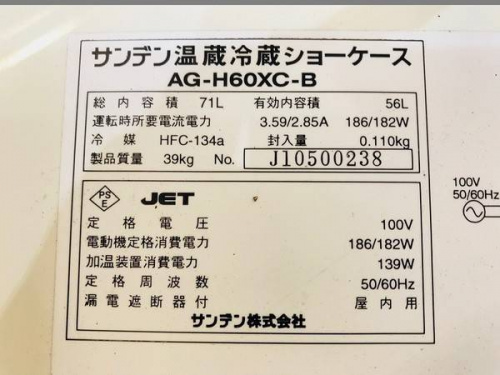 サンデン温蔵冷蔵ショーケース
AG-H60XC-B
総内容積 71L 有効内容積 56L
運転時所要電流電力 3.59/2.85A 186/182W
冷媒 HFC-134a 封入量 0.110kg
製品質量 39kg No. J10500238
PS E JET
定格電圧 100V
電動機定格消費電力 186/182W
加温装置消費電力 139W
定格周波数 50/60Hz
漏電遮断器付 屋内用
サンデン株式会社
100V
50/60Hz